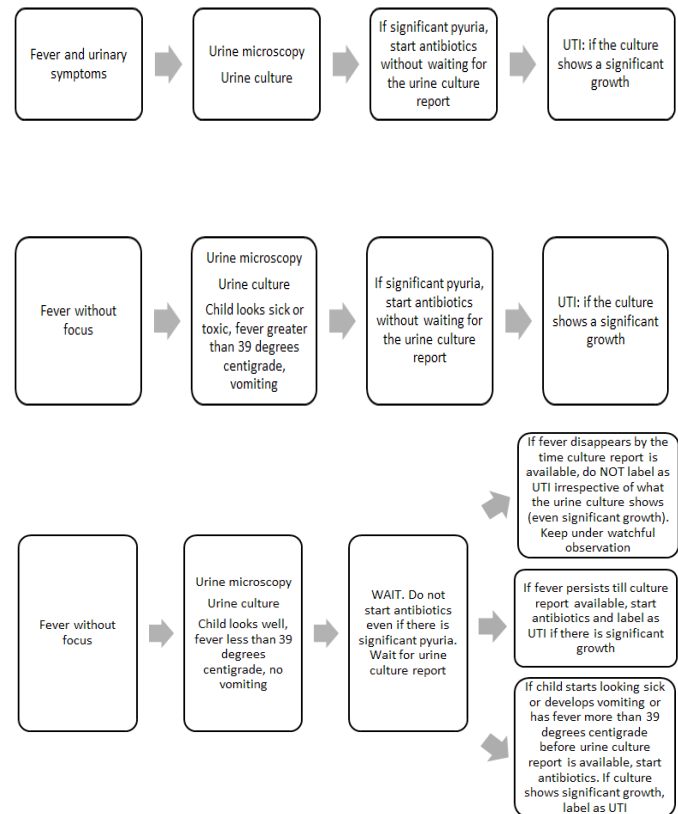 Fever and urinary
symptoms
Urine microscopy
Urine culture
If significant pyuria,
start antibiotics
without waiting for
the urine culture
report
UTI: if the culture
shows a significant
growth
Fever without
focus
Urine microscopy
Urine culture
Child looks sick or
toxic, fever greater
than 39 degrees
centigrade,
vomiting
If significant pyuria,
start antibiotics
without waiting for
the urine culture
report
UTI: if the culture
shows a significant
growth
Fever without
focus
Urine microscopy
Urine culture
Child looks well,
fever less than 39
degrees
centigrade, no
vomiting
WAIT. Do not
start antibiotics
even if there is
significant pyuria.
Wait for urine
culture report
If fever disappears by the
time culture report is
available, do NOT label as
UTI irrespective of what
the urine culture shows
(even significant growth).
Keep under watchful
observation
If fever persists till culture
report available, start
antibiotics and label as
UTI if there is significant
growth
If child starts looking sick
or develops vomiting or
has fever more than 39
degrees centigrade
before urine culture
report is available, start
antibiotics. If culture
shows significant growth,
label as UTI